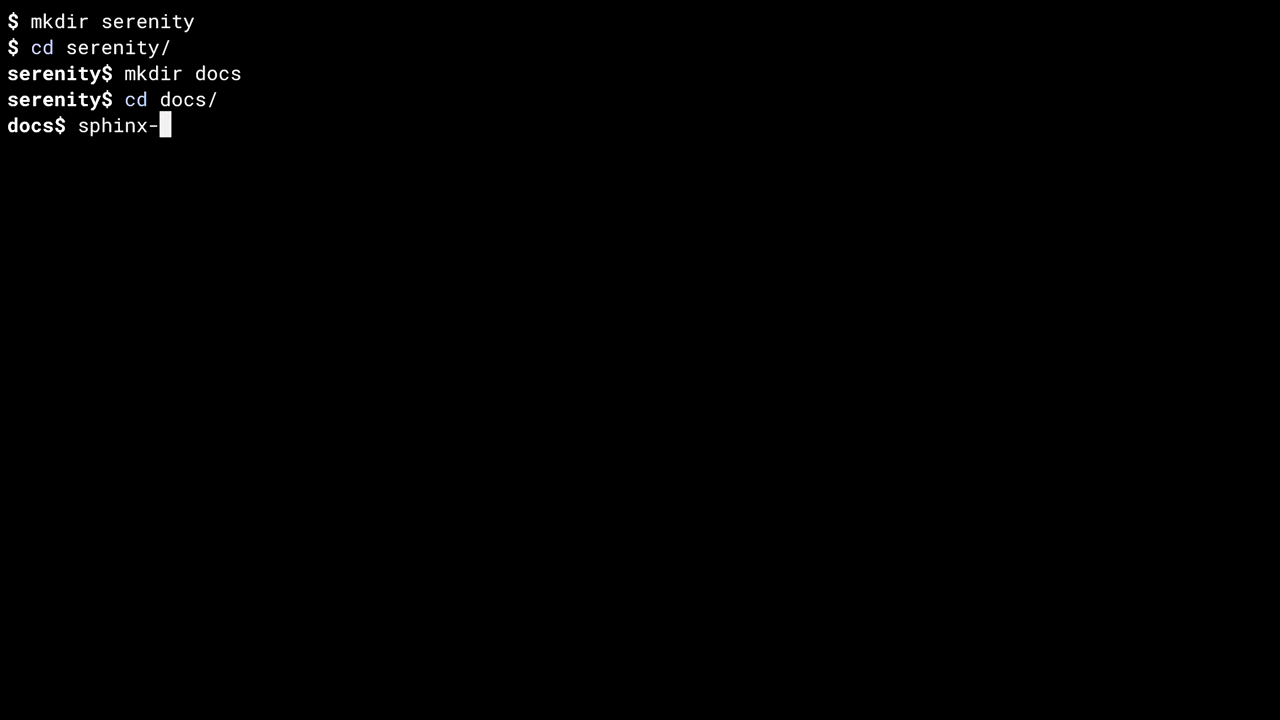 $ mkdir serenity
$ cd serenity/
serenity$ mkdir docs
serenity$ cd docs/
docs$ sphinx-